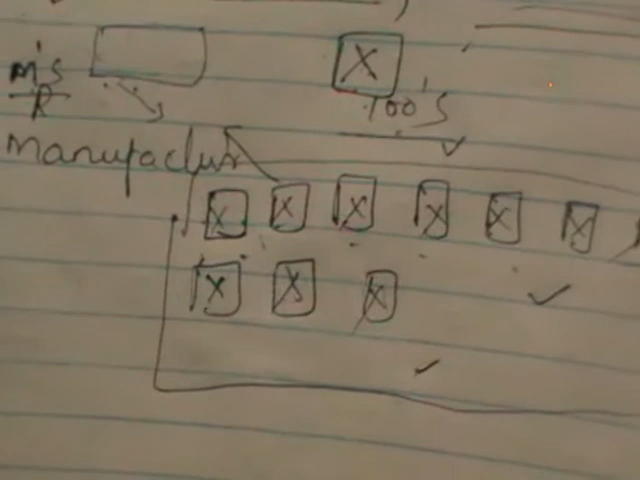 X
m's
R
100's
manufactur
X X X X X X
X X X